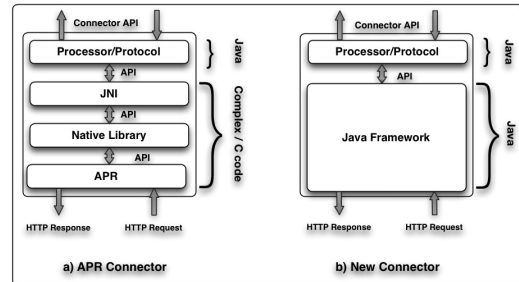 Connector API
Processor/Protocol
Java
API
JNI
API
Complex / C code
Native Library
API
APR
HTTP Response
HTTP Request
a) APR Connector
Connector API
Processor/Protocol
Java
API
Java Framework
Java
HTTP Response
HTTP Request
b) New Connector